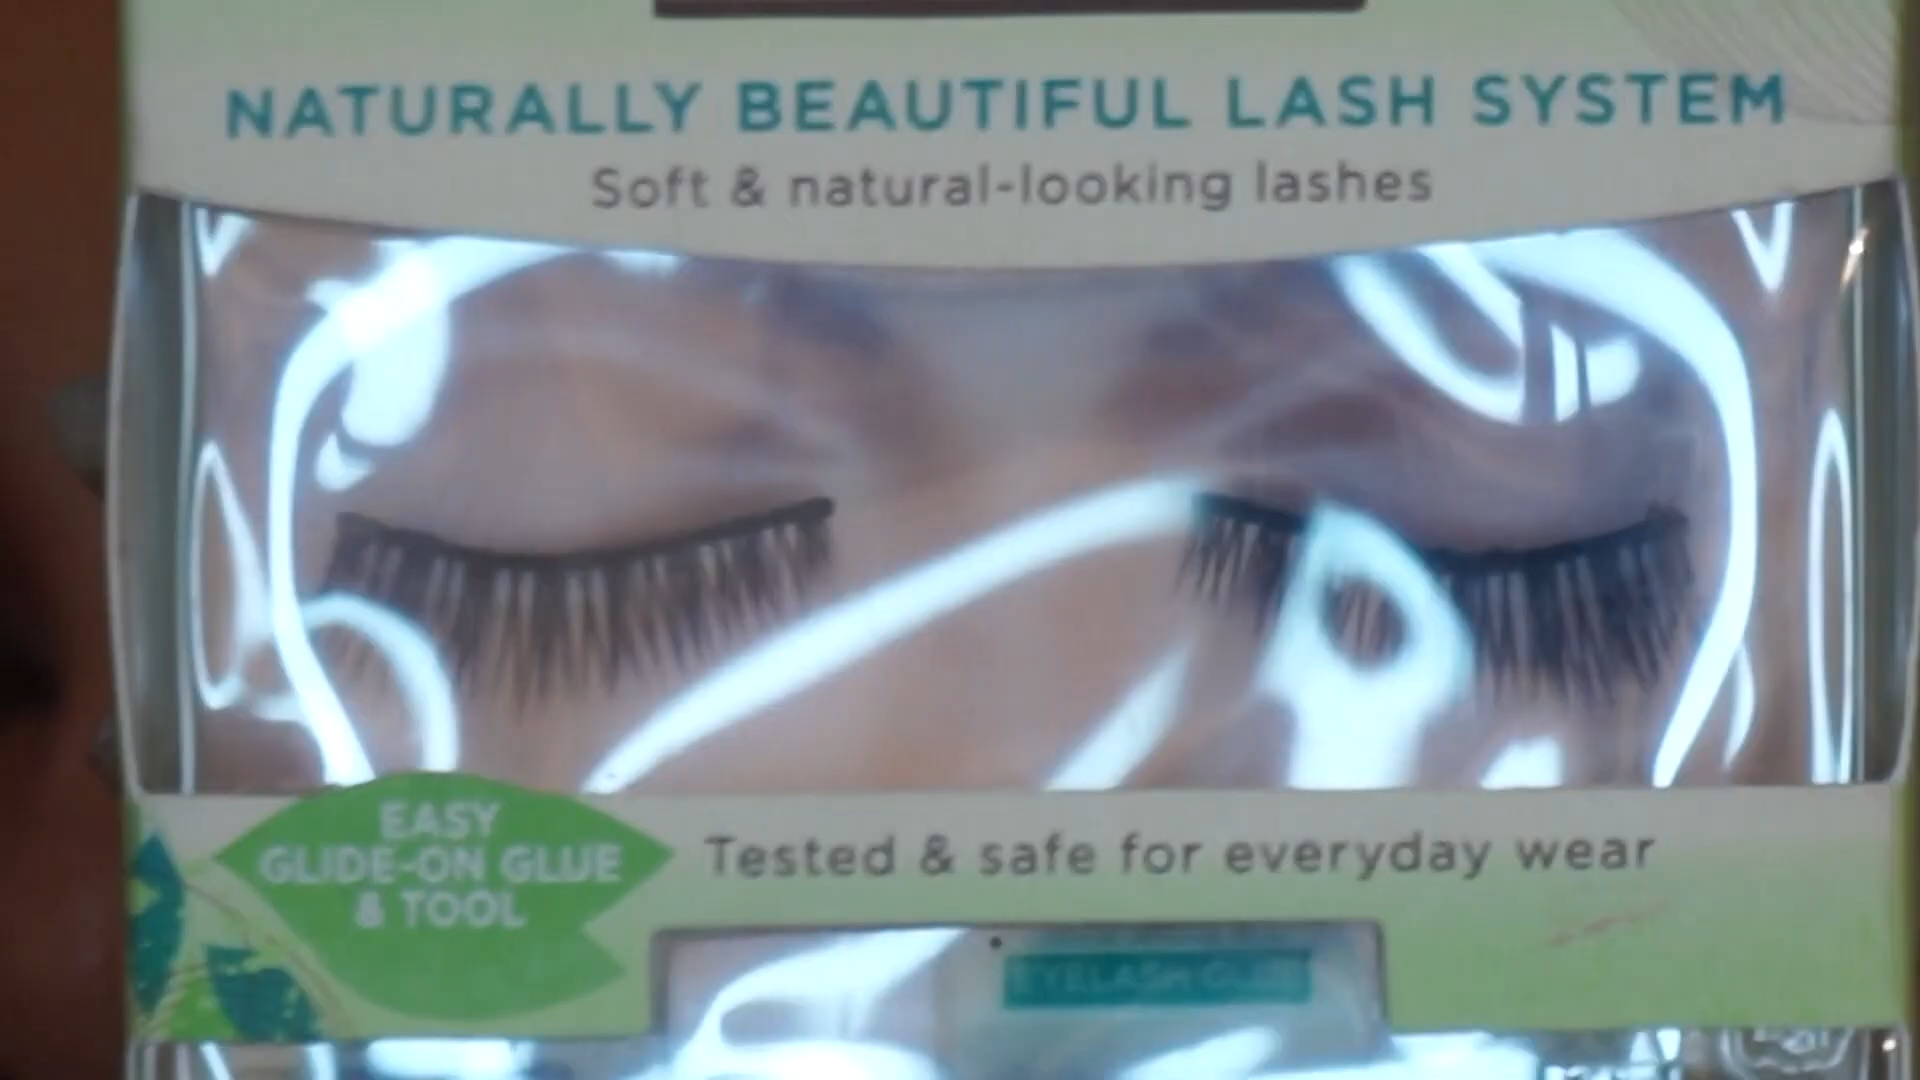 NATURALLY BEAUTIFUL LASH SYSTEM
Soft & natural-looking lashes
EASY
GLIDE-ON GLUE
& TOOL
Tested & safe for everyday wear
EYELASH GLUE